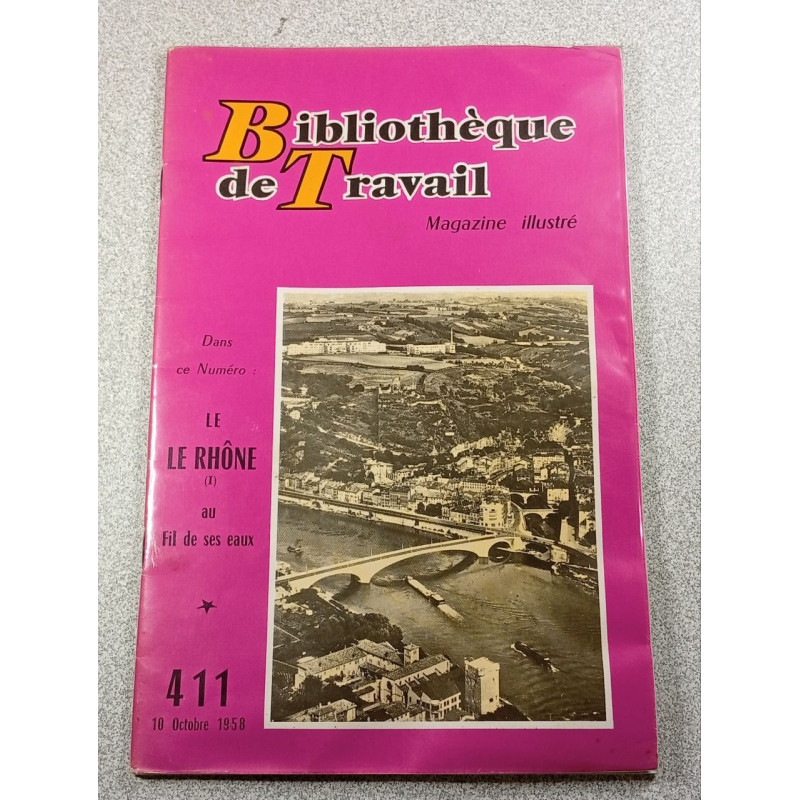 Bibliothèque
de Travail
Magazine illustré
Dans
ce Numéro :
LE
LE RHÔNE
(I)
au
Fil de ses eaux
411
10 Octobre 1958